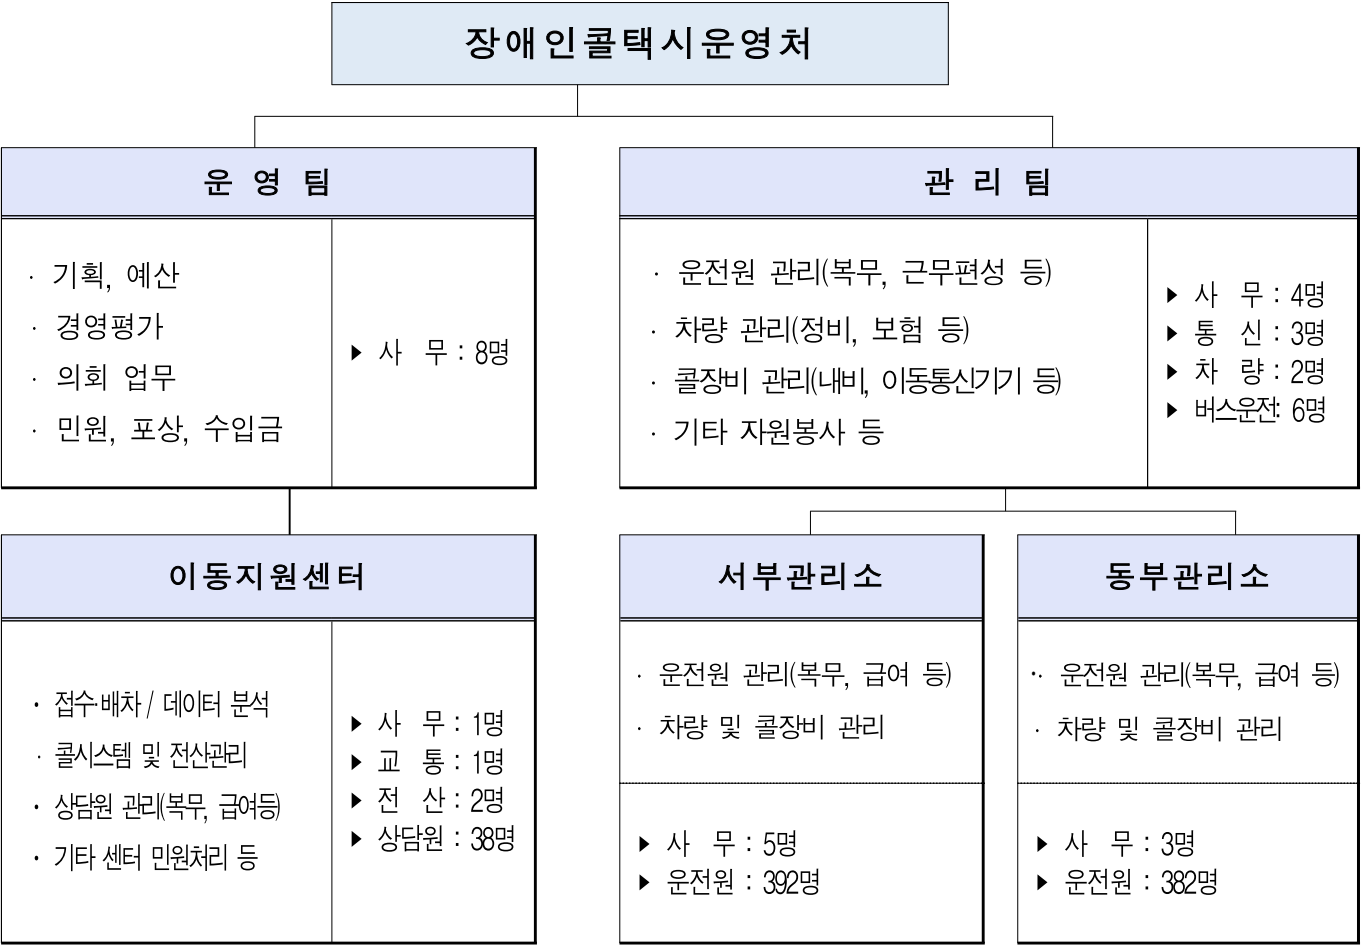 장애인콜택시운영처
운 영 팀
· 기획, 예산
· 경영평가
· 의회 업무
· 민원, 포상, 수입금
▶ 사 무 : 8명
관 리 팀
· 운전원 관리(복무, 근무편성 등)
· 차량 관리(정비, 보험 등)
· 콜장비 관리(내비, 이동통신기기 등)
· 기타 자원봉사 등
▶ 사 무 : 4명
▶ 통 신 : 3명
▶ 차 량 : 2명
▶ 버스운전: 6명
이동지원센터
· 접수·배차 / 데이터 분석
· 콜시스템 및 전산관리
· 상담원 관리(복무, 급여등)
· 기타 센터 민원처리 등
▶ 사 무 : 1명
▶ 교 통 : 1명
▶ 전 산 : 2명
▶ 상담원 : 38명
서부관리소
· 운전원 관리(복무, 급여 등)
· 차량 및 콜장비 관리
▶ 사 무 : 5명
▶ 운전원 : 392명
동부관리소
·· 운전원 관리(복무, 급여 등)
· 차량 및 콜장비 관리
▶ 사 무 : 3명
▶ 운전원 : 382명